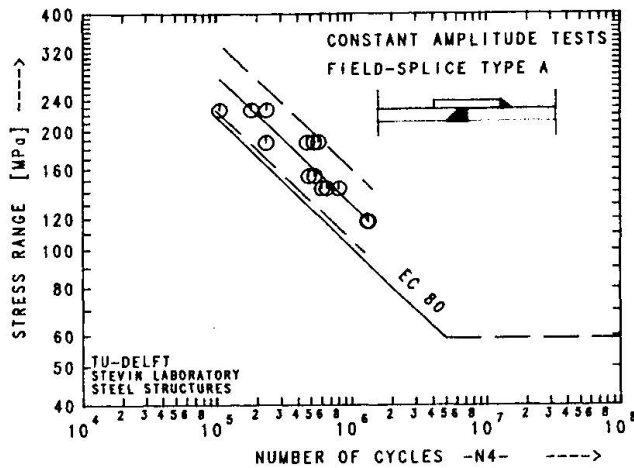 CONSTANT AMPLITUDE TESTS
FIELD-SPLICE TYPE A
STRESS RANGE [MPa] ---->
400
320
240
200
160
120
100
80
60
50
40
EC 80
TU-DELFT
STEVIN LABORATORY
STEEL STRUCTURES
10^4 2 3 4 5 6 8 10^5 2 3 4 5 6 8 10^6 2 3 4 5 6 8 10^7 2 3 4 5 6 8 10^8
NUMBER OF CYCLES -N4- ---->